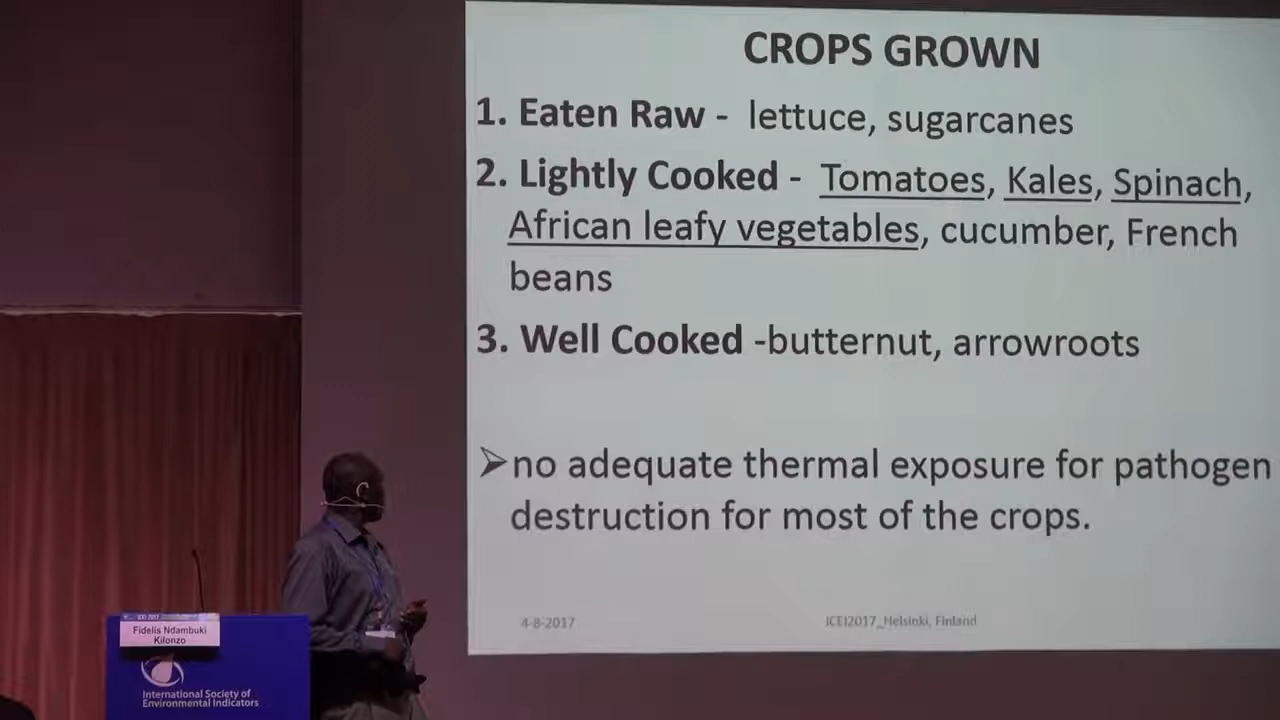 CROPS GROWN
1. Eaten Raw - lettuce, sugarcanes
2. Lightly Cooked - Tomatoes, Kales, Spinach,
African leafy vegetables, cucumber, French
beans
3. Well Cooked -butternut, arrowroots
➢no adequate thermal exposure for pathogen
destruction for most of the crops.
4-8-2017
ICEI2017_Helsinki, Finland
Fidelis Ndambuki
Kilonzo
International Society of
Environmental Indicators